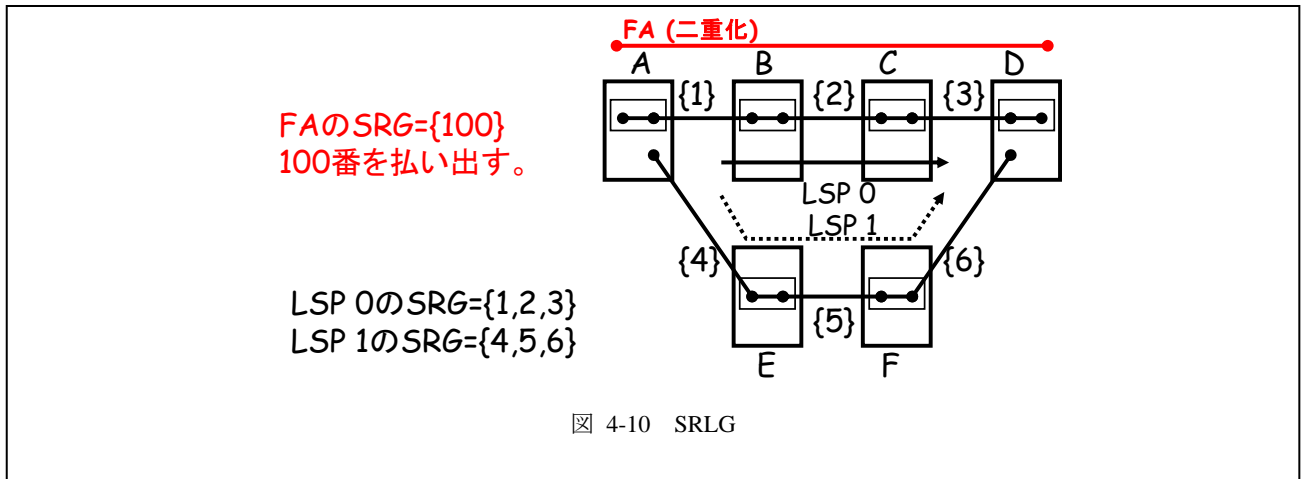 FA (二重化)
A B C D
{1} {2} {3}
FAのSRG={100}
100番を払い出す。
LSP 0
LSP 1
{4} {6}
LSP 0のSRG={1,2,3}
{5}
LSP 1のSRG={4,5,6}
E F
図 4-10 SRLG